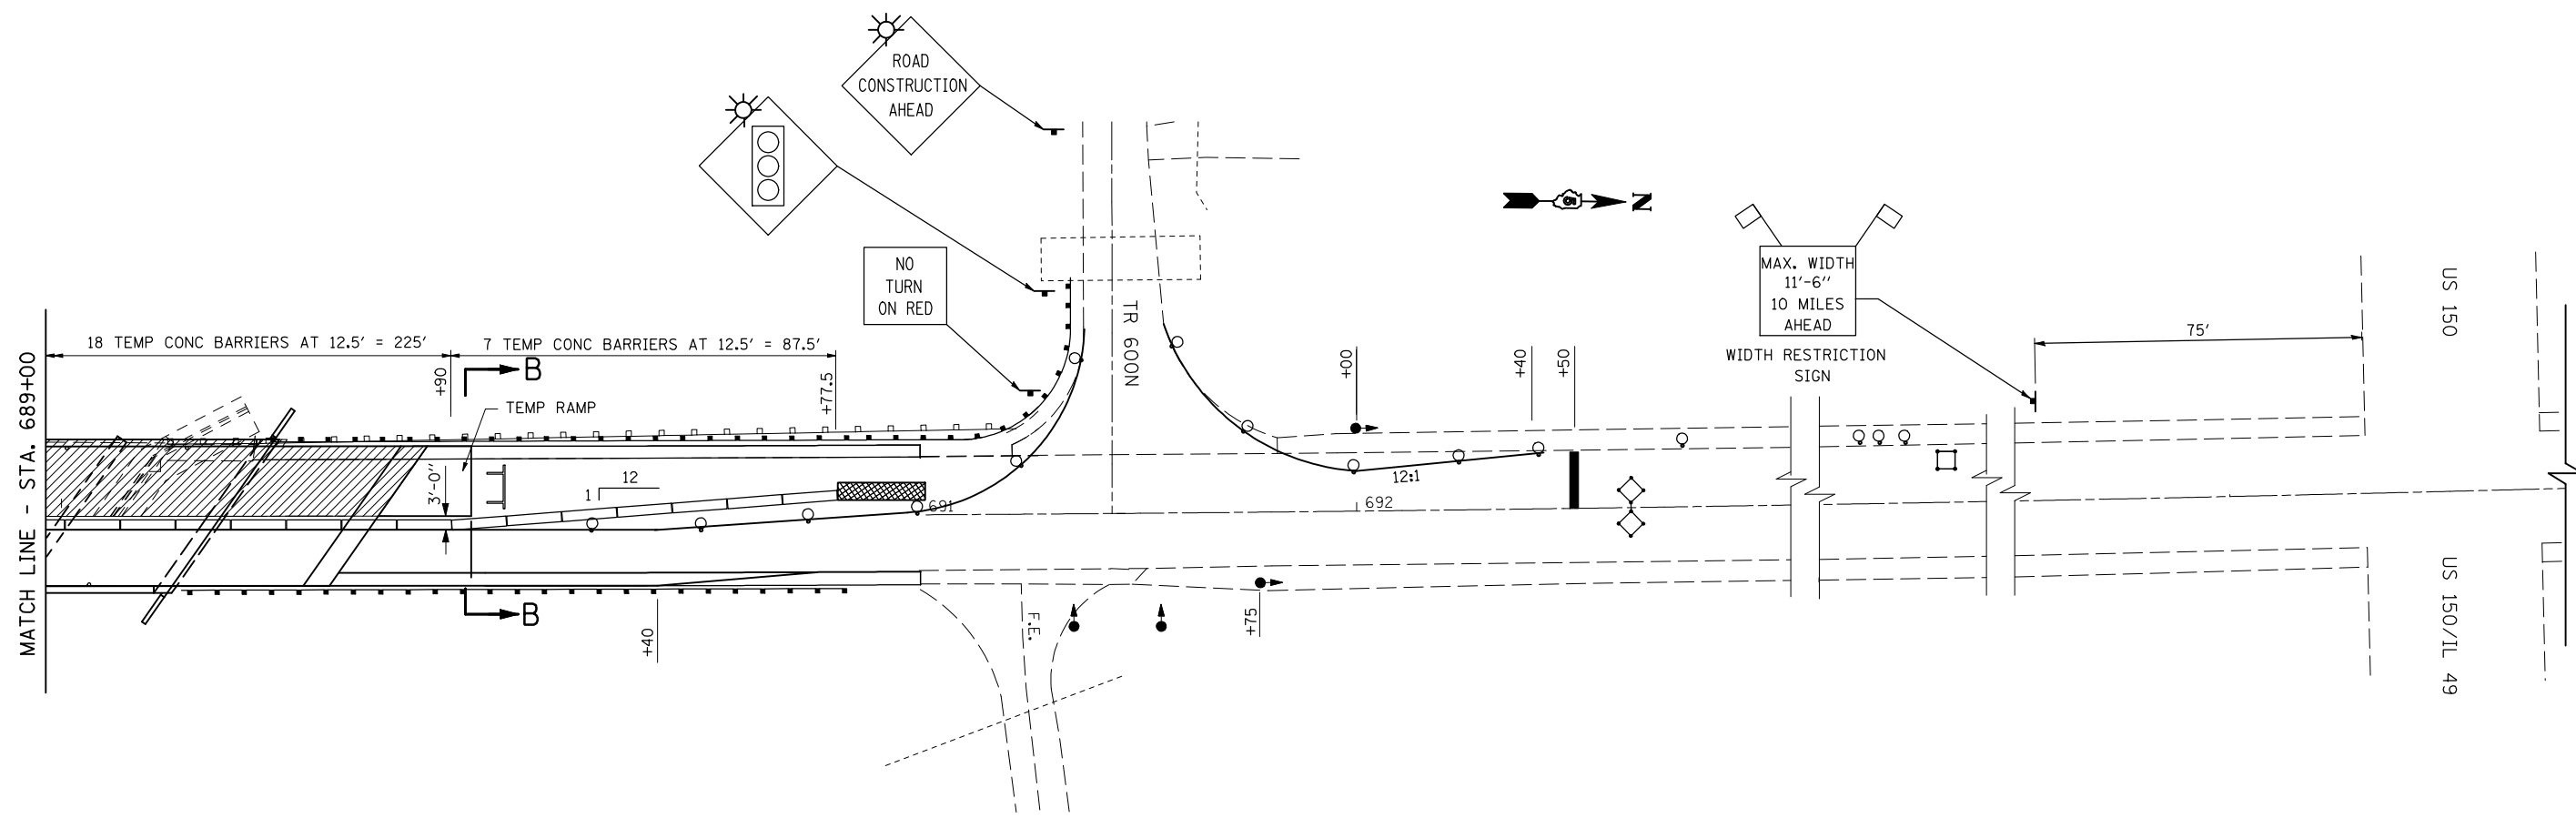 ROAD
CONSTRUCTION
AHEAD
NO
TURN
ON RED
TR 600N
N
MAX. WIDTH
11'-6"
10 MILES
AHEAD
WIDTH RESTRICTION
SIGN
75'
US 150
US 150/IL 49
MATCH LINE - STA. 689+00
18 TEMP CONC BARRIERS AT 12.5' = 225'
7 TEMP CONC BARRIERS AT 12.5' = 87.5'
+90
B
TEMP RAMP
+77.5
+00
+40
+50
3'-0"
1
12
691
12:1
692
B
+40
F.E.
+75